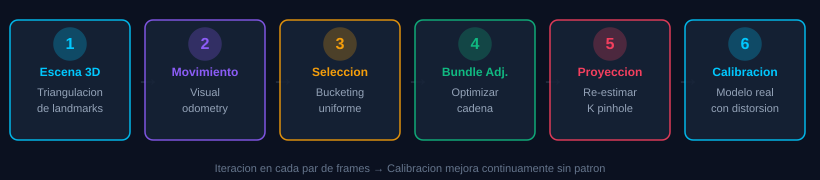 1
Escena 3D
Triangulacion
de landmarks
2
Movimiento
Visual
odometry
3
Seleccion
Bucketing
uniforme
4
Bundle Adj.
Optimizar
cadena
5
Proyeccion
Re-estimar
K pinhole
6
Calibracion
Modelo real
con distorsion
Iteracion en cada par de frames → Calibracion mejora continuamente sin patron